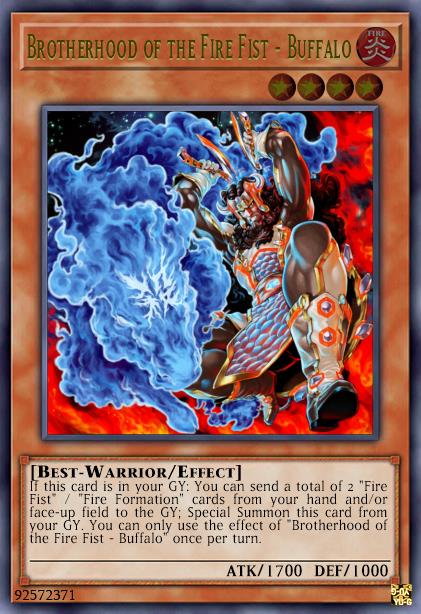 BROTHERHOOD OF THE FIRE FIST - BUFFALO
FIRE
炎
[BEST-WARRIOR/EFFECT]
If this card is in your GY: You can send a total of 2 "Fire
Fist" / "Fire Formation" cards from your hand and/or
face-up field to the GY; Special Summon this card from
your GY. You can only use the effect of "Brotherhood of
the Fire Fist - Buffalo" once per turn.
ATK/1700 DEF/1000
92572371